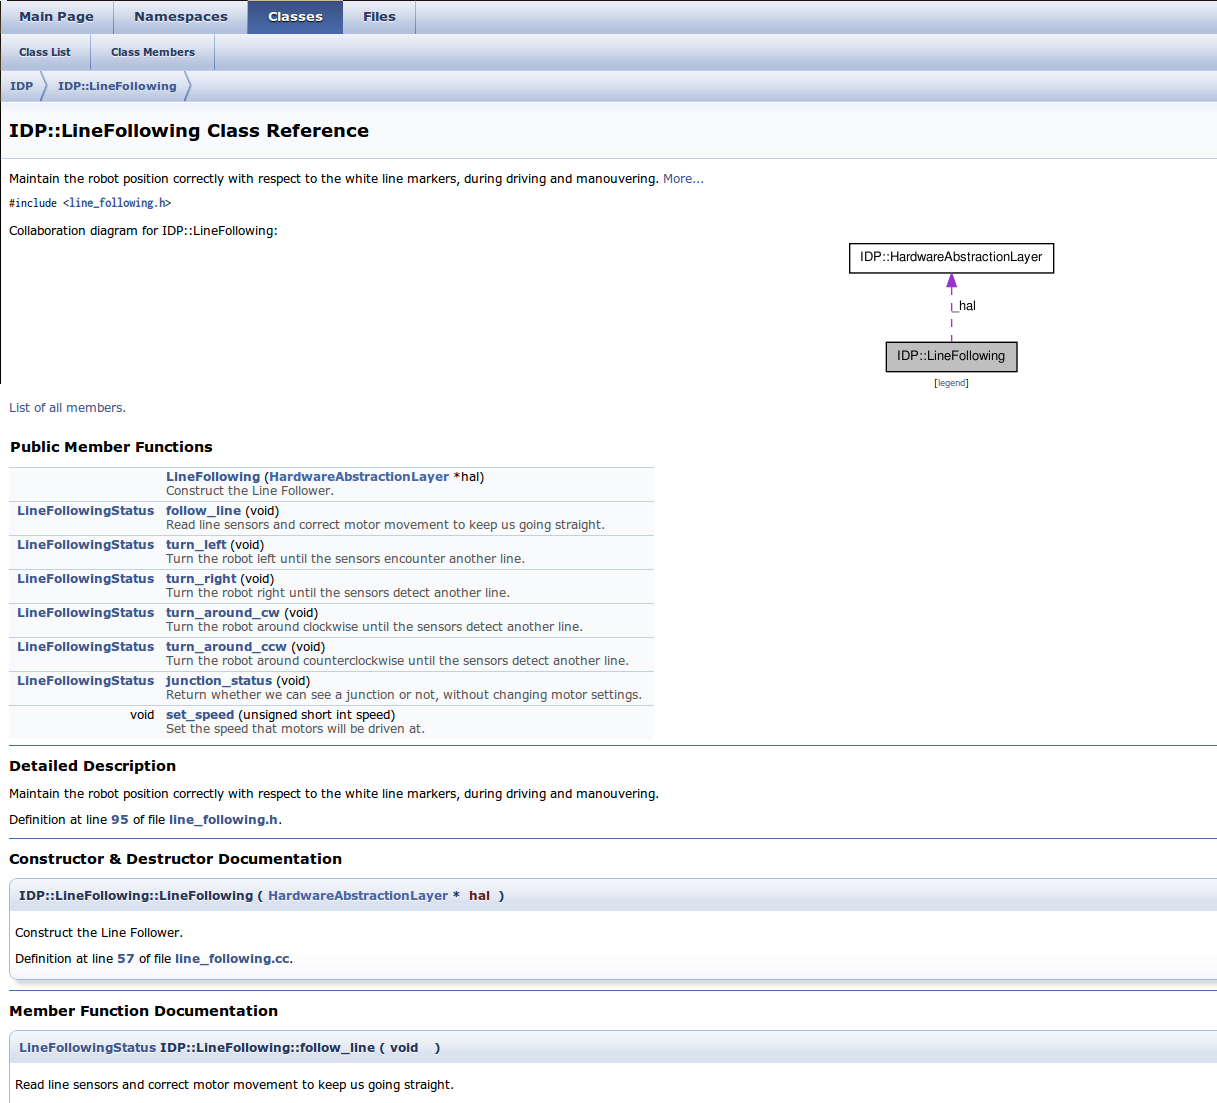 Main Page Namespaces Classes Files
Class List Class Members
IDP IDP::LineFollowing
IDP::LineFollowing Class Reference
Maintain the robot position correctly with respect to the white line markers, during driving and manouvering. More...
#include <line_following.h>
Collaboration diagram for IDP::LineFollowing:
IDP::HardwareAbstractionLayer
_hal
IDP::LineFollowing
[legend]
List of all members.
Public Member Functions
LineFollowing (HardwareAbstractionLayer *hal)
Construct the Line Follower.
LineFollowingStatus follow_line (void)
Read line sensors and correct motor movement to keep us going straight.
LineFollowingStatus turn_left (void)
Turn the robot left until the sensors encounter another line.
LineFollowingStatus turn_right (void)
Turn the robot right until the sensors detect another line.
LineFollowingStatus turn_around_cw (void)
Turn the robot around clockwise until the sensors detect another line.
LineFollowingStatus turn_around_ccw (void)
Turn the robot around counterclockwise until the sensors detect another line.
LineFollowingStatus junction_status (void)
Return whether we can see a junction or not, without changing motor settings.
void set_speed (unsigned short int speed)
Set the speed that motors will be driven at.
Detailed Description
Maintain the robot position correctly with respect to the white line markers, during driving and manouvering.
Definition at line 95 of file line_following.h.
Constructor & Destructor Documentation
IDP::LineFollowing::LineFollowing ( HardwareAbstractionLayer * hal )
Construct the Line Follower.
Definition at line 57 of file line_following.cc.
Member Function Documentation
LineFollowingStatus IDP::LineFollowing::follow_line ( void )
Read line sensors and correct motor movement to keep us going straight.